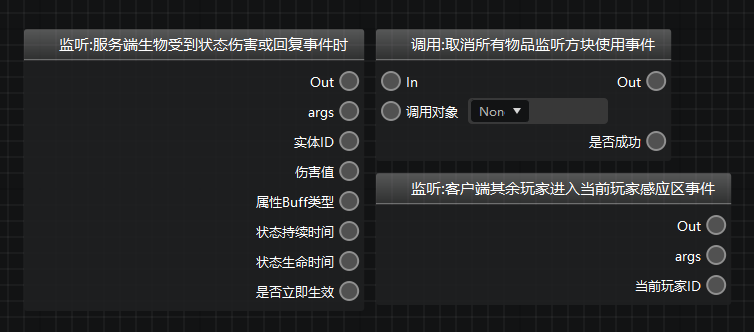 监听:服务端生物受到状态伤害或回复事件时
Out
args
实体ID
伤害值
属性Buff类型
状态持续时间
状态生命时间
是否立即生效
调用:取消所有物品监听方块使用事件
In Out
调用对象 Non
是否成功
监听:客户端其余玩家进入当前玩家感应区事件
Out
args
当前玩家ID